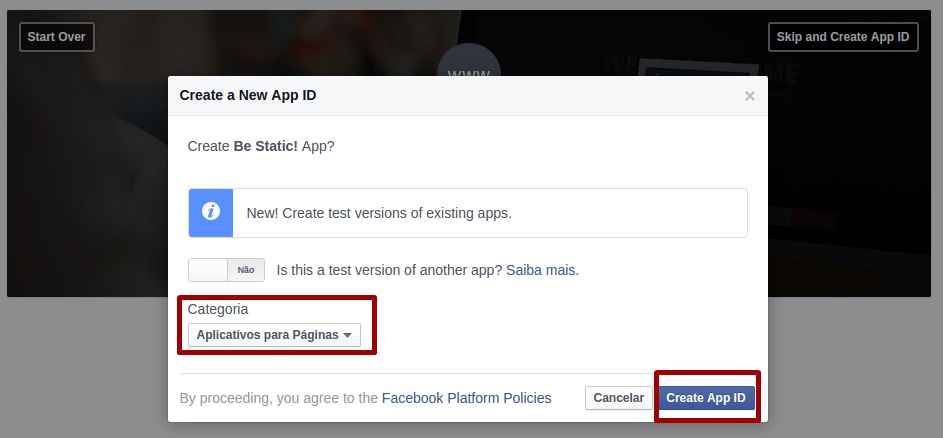 Start Over
Skip and Create App ID
www
Create a New App ID
×
Create Be Static! App?
i
New! Create test versions of existing apps.
Não
Is this a test version of another app? Saiba mais.
Categoria
Aplicativos para Páginas
By proceeding, you agree to the Facebook Platform Policies
Cancelar
Create App ID